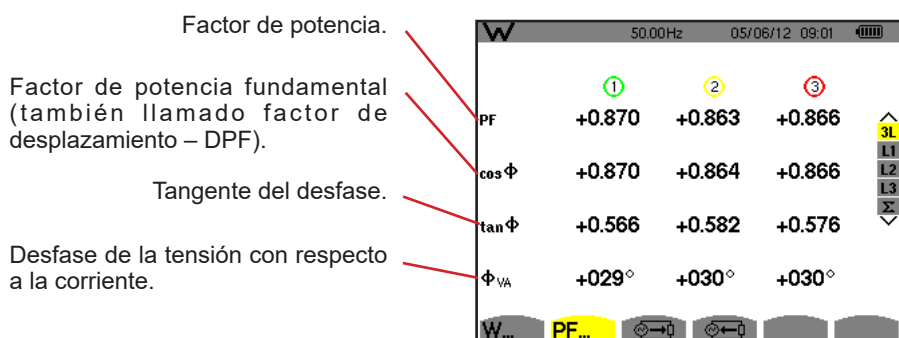 Factor de potencia.
Factor de potencia fundamental
(también llamado factor de
desplazamiento – DPF).
Tangente del desfase.
Desfase de la tensión con respecto
a la corriente.
W 50.00Hz 05/06/12 09:01
1 2 3
PF +0.870 +0.863 +0.866
cos Φ +0.870 +0.864 +0.866
tan Φ +0.566 +0.582 +0.576
Φ VA +029° +030° +030°
3L
L1
L2
L3
Σ
W... PF...